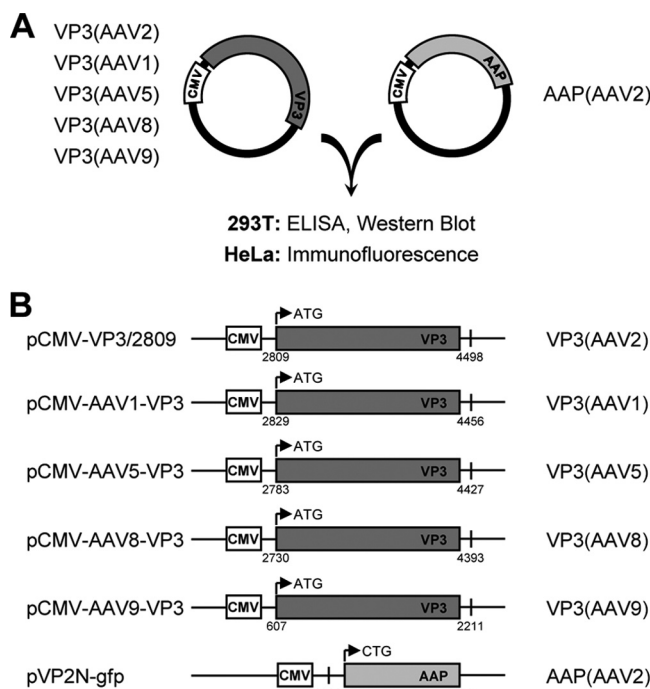 A
VP3(AAV2)
VP3(AAV1)
VP3(AAV5)
VP3(AAV8)
VP3(AAV9)
CMV
VP3
CMV
AAP
AAP(AAV2)
293T: ELISA, Western Blot
HeLa: Immunofluorescence
B
pCMV-VP3/2809 CMV ATG VP3 VP3(AAV2)
2809 4498
pCMV-AAV1-VP3 CMV ATG VP3 VP3(AAV1)
2829 4456
pCMV-AAV5-VP3 CMV ATG VP3 VP3(AAV5)
2783 4427
pCMV-AAV8-VP3 CMV ATG VP3 VP3(AAV8)
2730 4393
pCMV-AAV9-VP3 CMV ATG VP3 VP3(AAV9)
607 2211
pVP2N-gfp CMV CTG AAP AAP(AAV2)